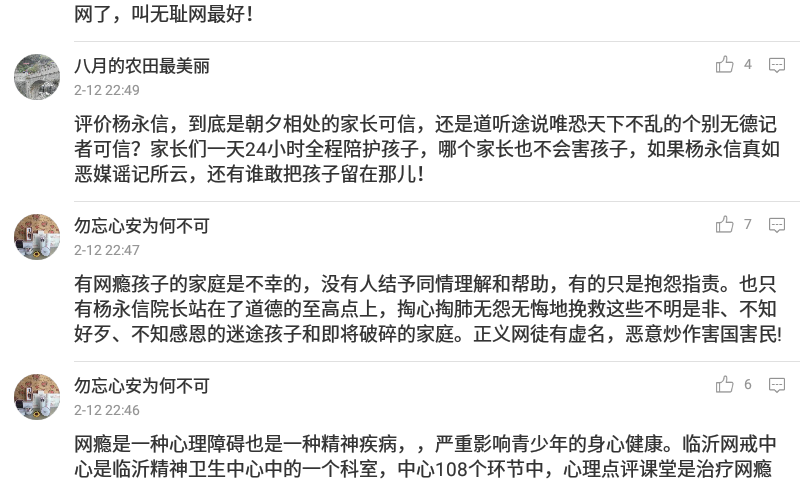 网了，叫无耻网最好！
八月的农田最美丽
4
2-12 22:49
评价杨永信，到底是朝夕相处的家长可信，还是道听途说唯恐天下不乱的个别无德记
者可信？家长们一天24小时全程陪护孩子，哪个家长也不会害孩子，如果杨永信真如
恶媒谣记所云，还有谁敢把孩子留在那儿！
勿忘心安为何不可
7
2-12 22:47
有网瘾孩子的家庭是不幸的，没有人结予同情理解和帮助，有的只是抱怨指责。也只
有杨永信院长站在了道德的至高点上，掏心掏肺无怨无悔地挽救这些不明是非、不知
好歹、不知感恩的迷途孩子和即将破碎的家庭。正义网徒有虚名，恶意炒作害国害民!
勿忘心安为何不可
6
2-12 22:46
网瘾是一种心理障碍也是一种精神疾病，，严重影响青少年的身心健康。临沂网戒中
心是临沂精神卫生中心中的一个科室，中心108个环节中，心理点评课堂是治疗网瘾